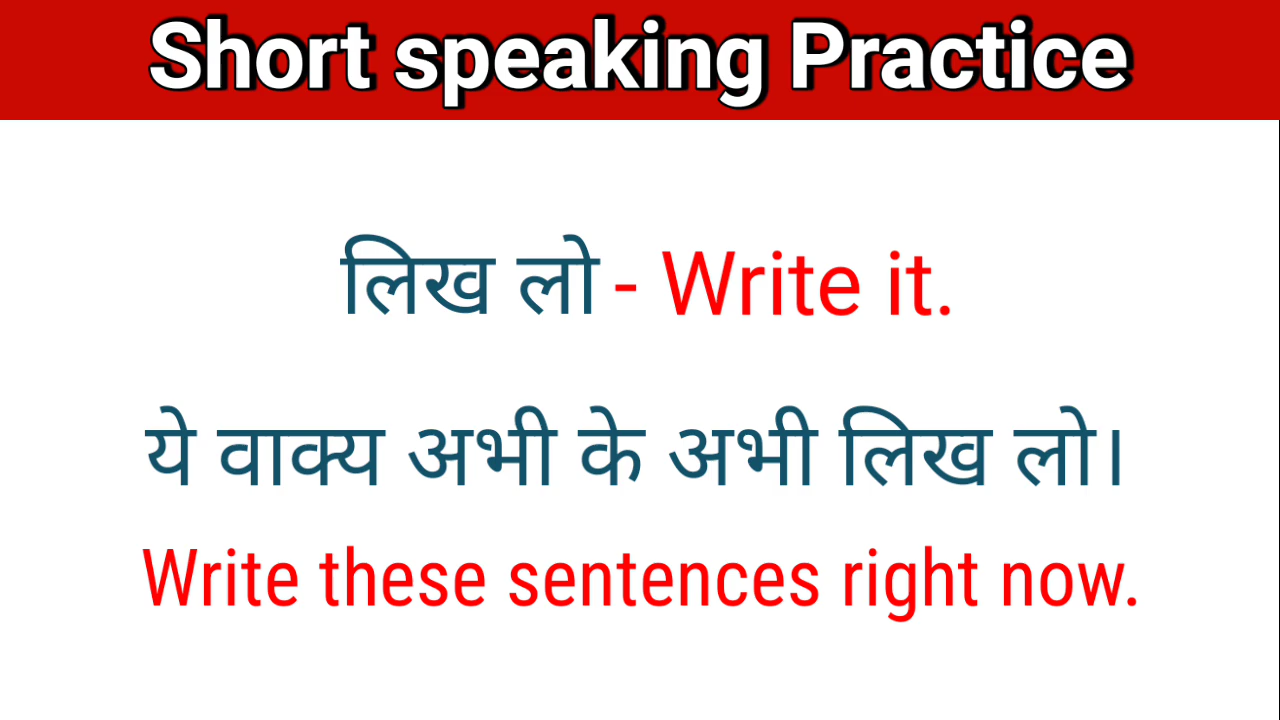 Short speaking Practice
लिख लो - Write it.
ये वाक्य अभी के अभी लिख लो।
Write these sentences right now.